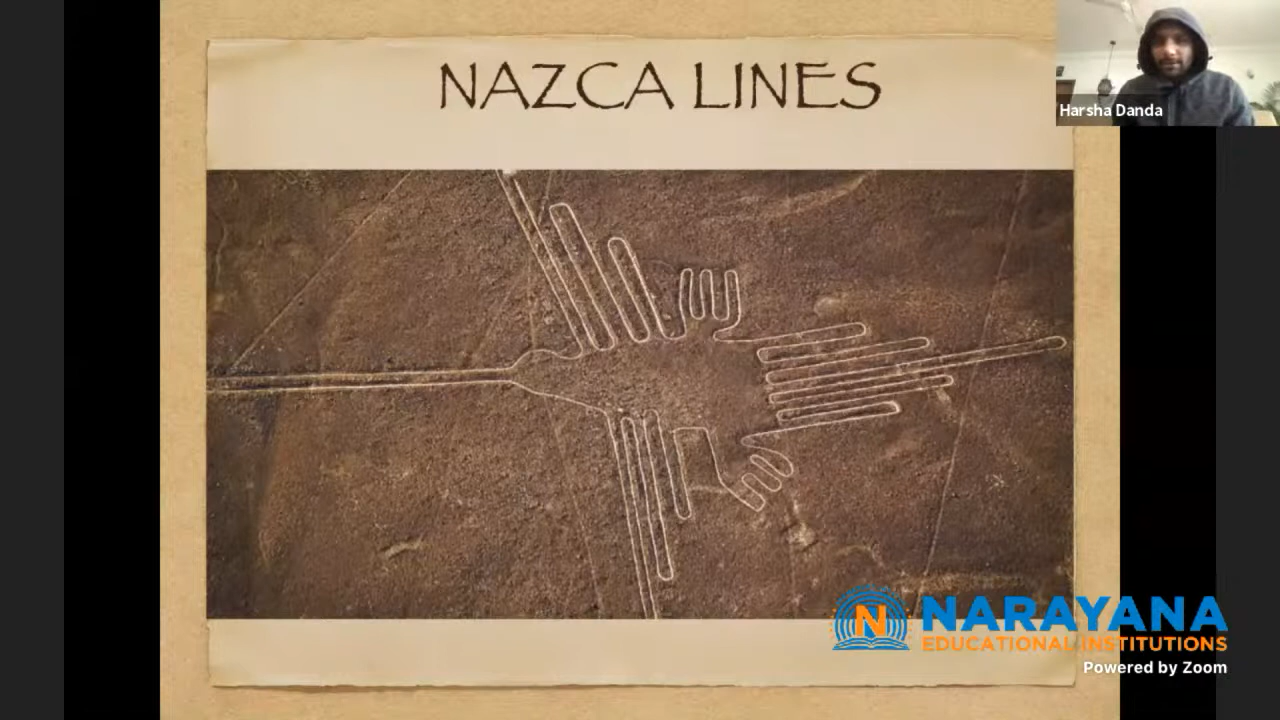 NAZCA LINES
Harsha Danda
N
NARAYANA
EDUCATIONAL INSTITUTIONS
Powered by Zoom